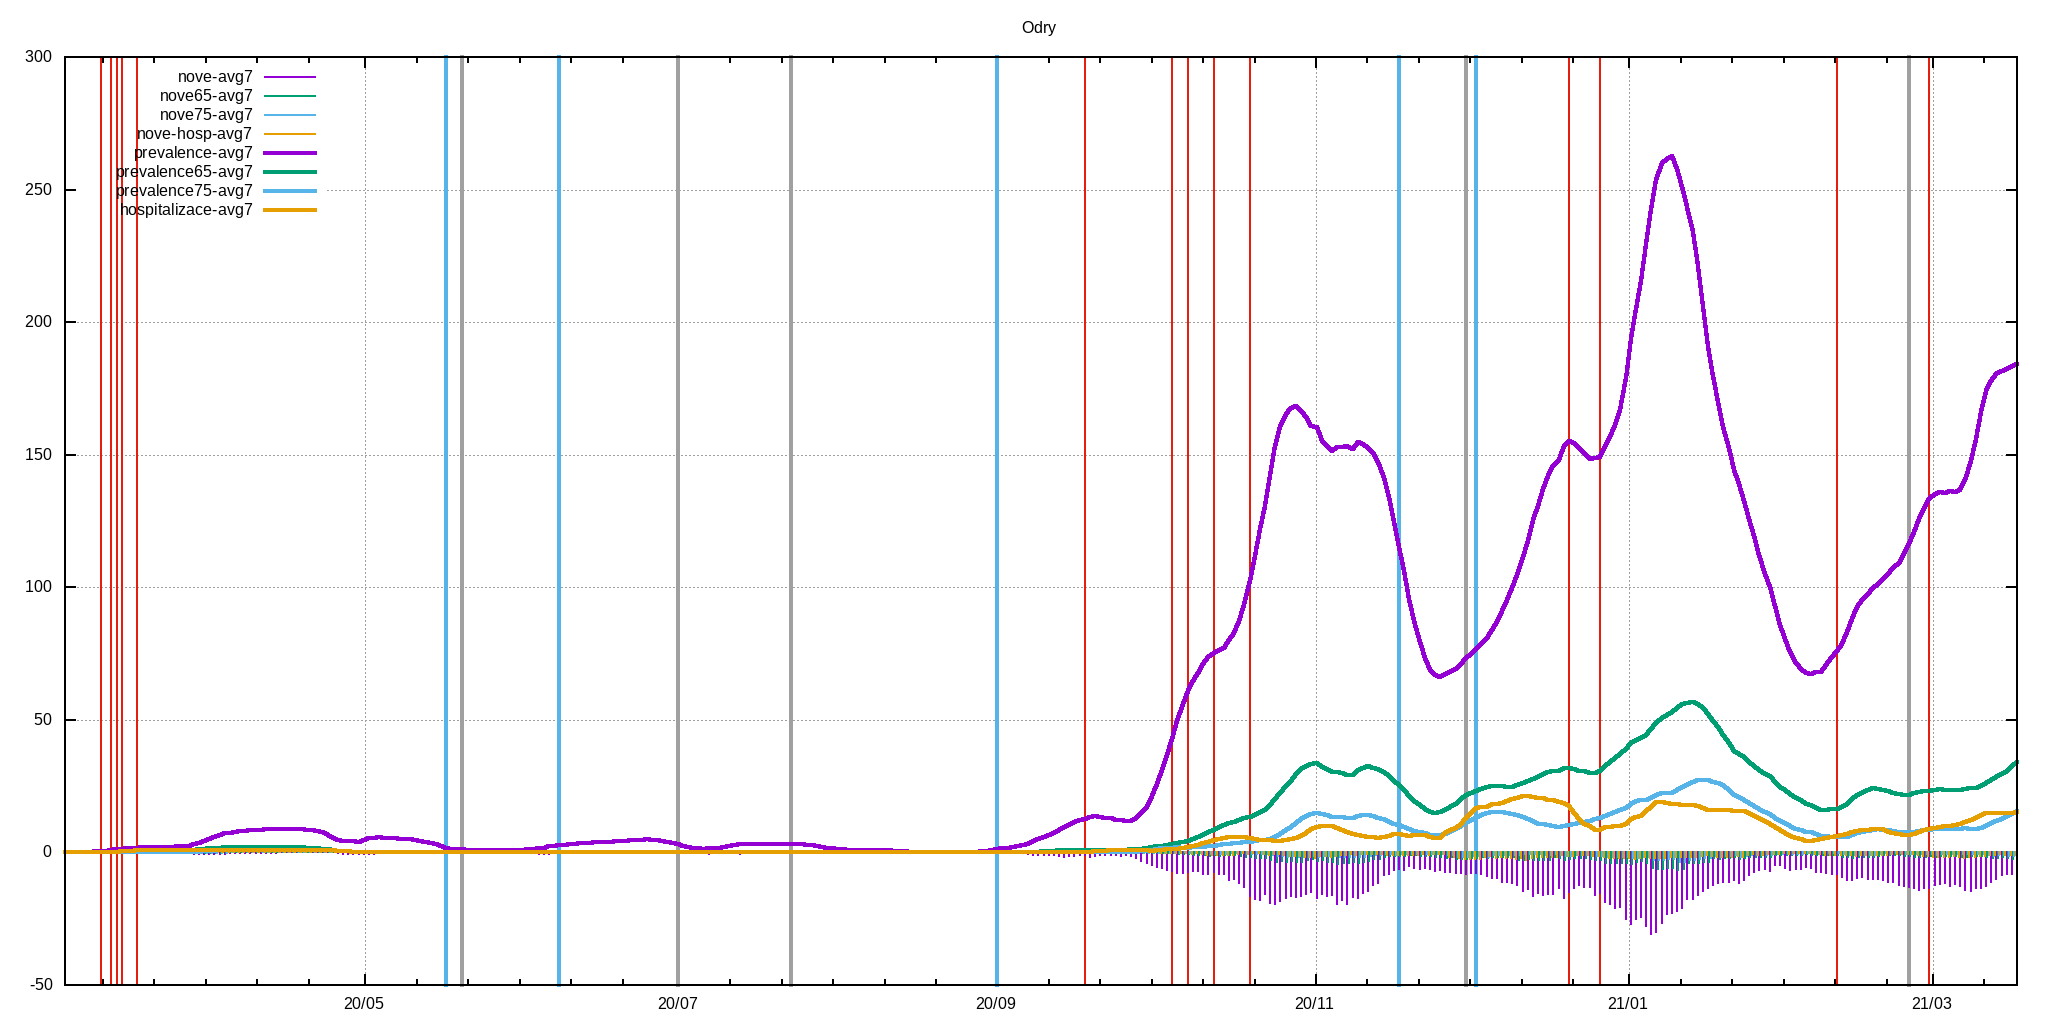 Odry
300
nove-avg7
nove65-avg7
nove75-avg7
nove-hosp-avg7
prevalence-avg7
prevalence65-avg7
prevalence75-avg7
hospitalizace-avg7
250
200
150
100
50
0
-50
20/05
20/07
20/09
20/11
21/01
21/03